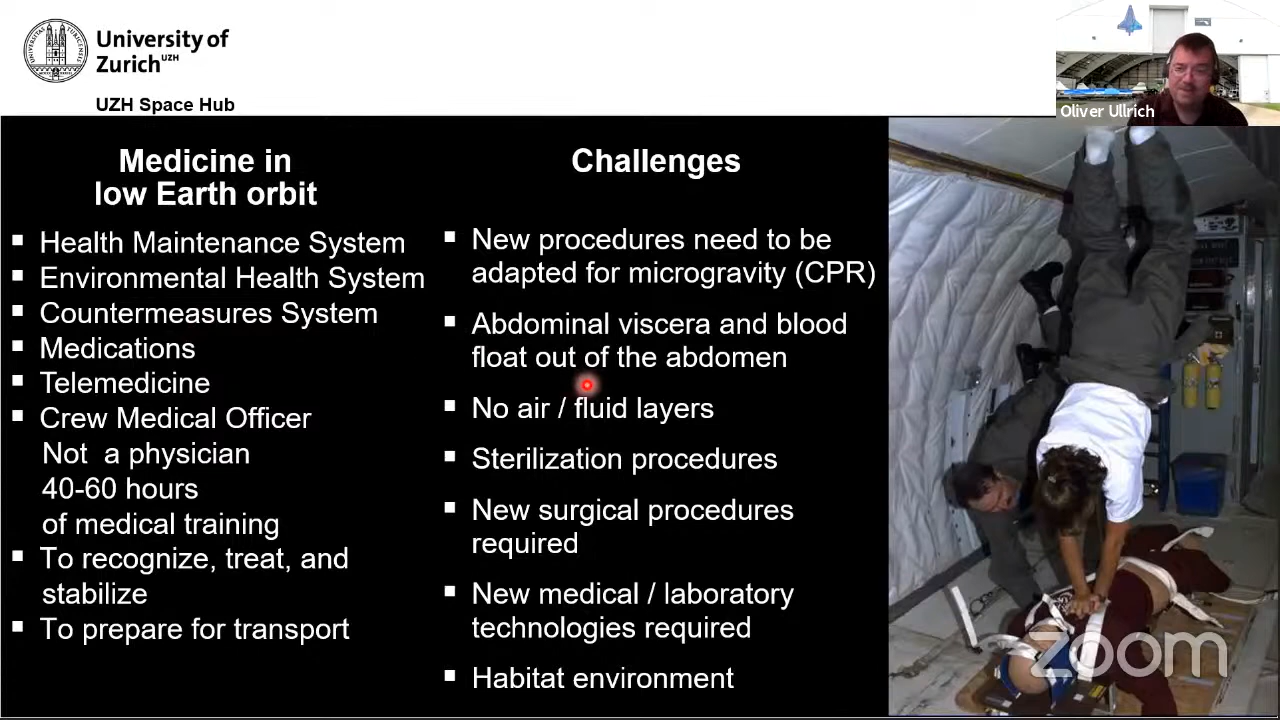 University of
Zurich UZH
UZH Space Hub
Oliver Ullrich
Medicine in
low Earth orbit
Health Maintenance System
Environmental Health System
Countermeasures System
Medications
Telemedicine
Crew Medical Officer
Not a physician
40-60 hours
of medical training
To recognize, treat, and
stabilize
To prepare for transport
Challenges
New procedures need to be
adapted for microgravity (CPR)
Abdominal viscera and blood
float out of the abdomen
No air / fluid layers
Sterilization procedures
New surgical procedures
required
New medical / laboratory
technologies required
Habitat environment
zoom